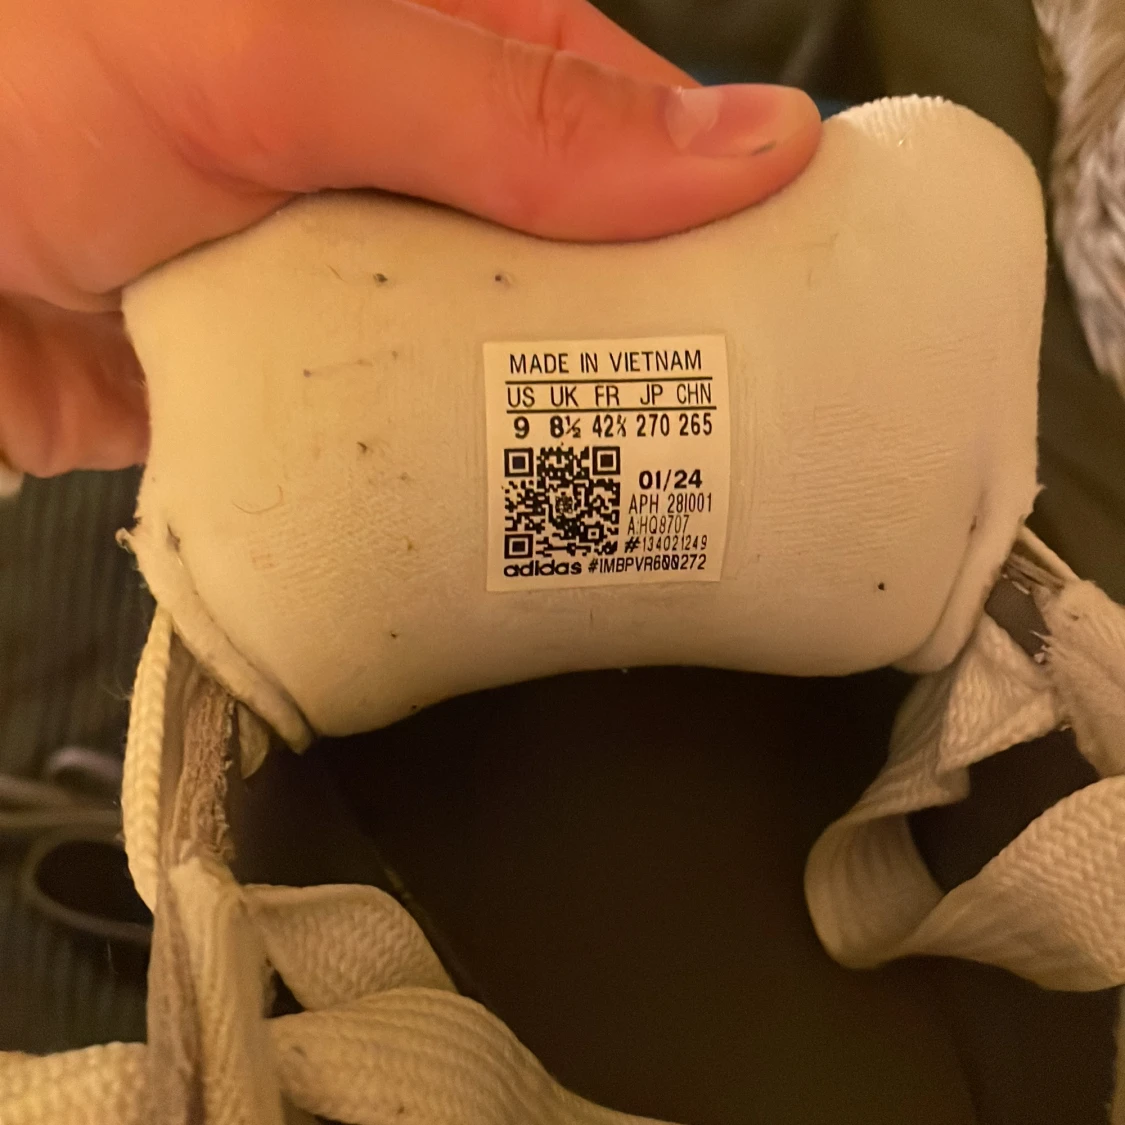 MADE IN VIETNAM
US UK FR JP CHN
9 8½ 42⅔ 270 265
01/24
APH 281001
A:HQ8707
#134021249
adidas #IMBPVR600272